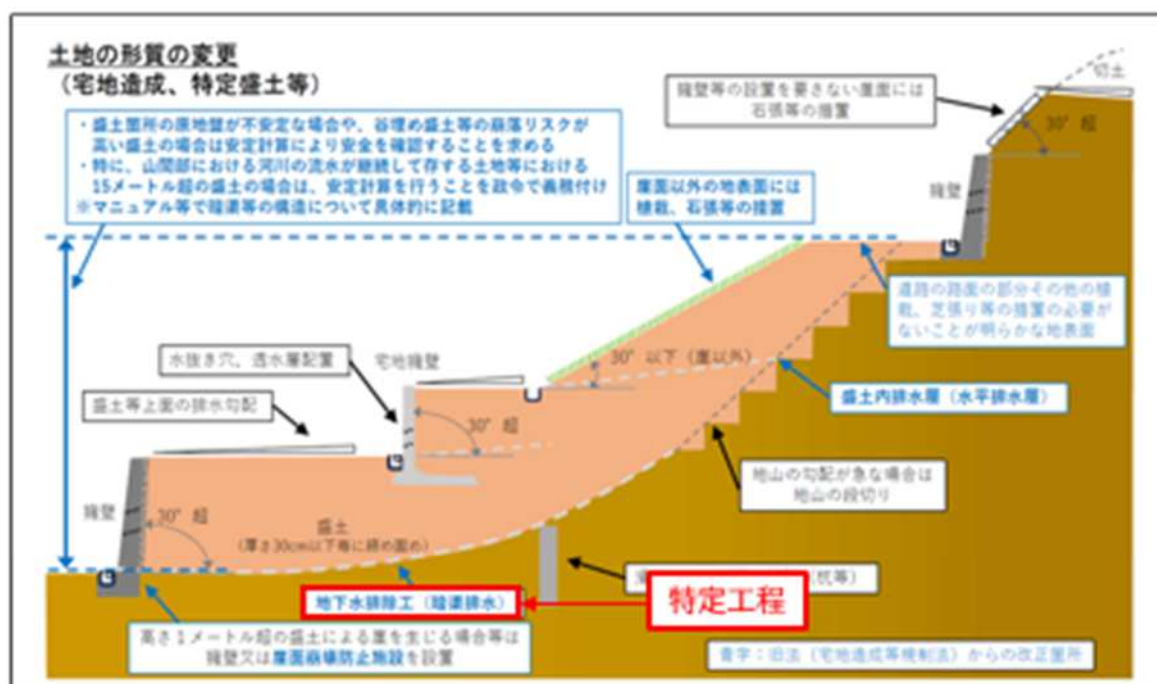 土地の形質の変更
（宅地造成、特定盛土等）
・盛土箇所の原地盤が不安定な場合や、谷埋め盛土等の崩落リスクが
高い盛土の場合は安定計算により安全を確認することを求める
・特に、山間部における河川の流水が継続して存する土地等における
15メートル超の盛土の場合は、安定計算を行うことを政令で義務付け
※マニュアル等で暗渠等の構造について具体的に記載
擁壁等の設置を要さない崖面には
石張等の措置
切土
30°超
擁壁
崖面以外の地表面には
植栽、石張等の措置
道路の路面の部分その他の植
栽、芝張り等の措置の必要が
ないことが明らかな地表面
水抜き穴、透水層配置
宅地擁壁
30°以下（崖以外）
盛土等上面の排水勾配
30°超
盛土内排水層（水平排水層）
地山の勾配が急な場合は
地山の段切り
擁壁
30°超
盛土
（厚さ30cm以下毎に締め固め）
杭等）
特定工程
地下水排除工（暗渠排水）
高さ１メートル超の盛土による崖を生じる場合等は
擁壁又は崖面崩壊防止施設を設置
青字：旧法（宅地造成等規制法）からの改正箇所